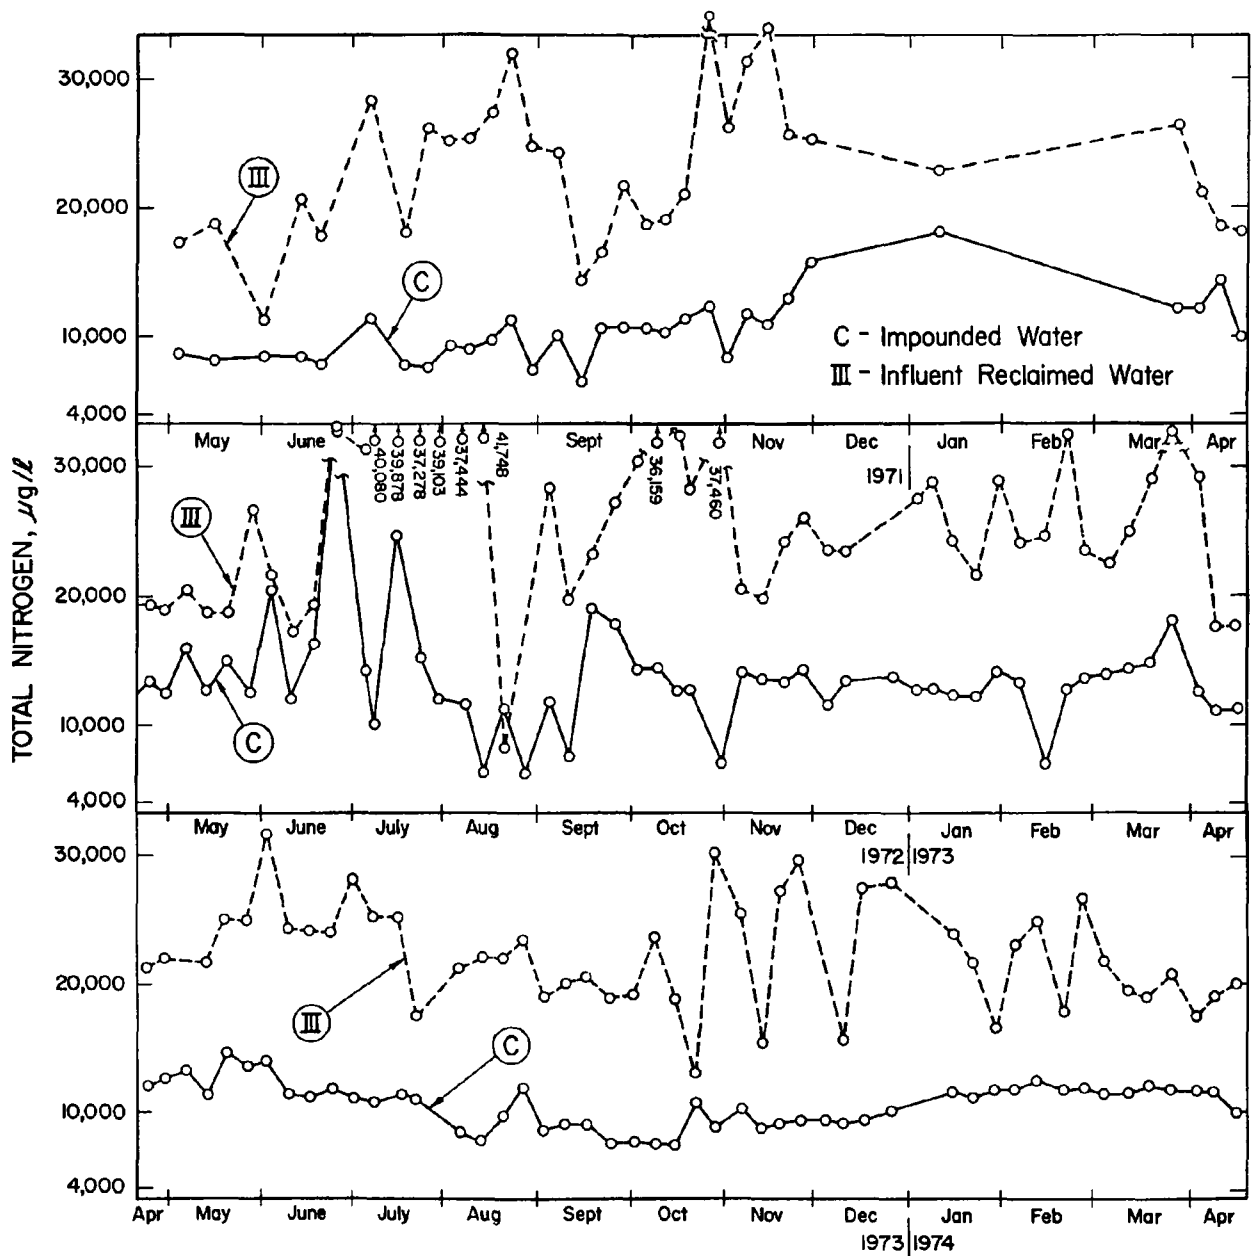 TOTAL NITROGEN, µg/ℓ
30,000
20,000
10,000
4,000
III
C
C - Impounded Water
III - Influent Reclaimed Water
May June Sept Nov Dec Jan Feb Mar Apr
1971
30,000
20,000
10,000
4,000
40,080
39,878
37,278
39,103
37,444
41,748
36,159
37,460
III
C
May June July Aug Sept Oct Nov Dec Jan Feb Mar Apr
1972 1973
30,000
20,000
10,000
4,000
III
C
Apr May June July Aug Sept Oct Nov Dec Jan Feb Mar Apr
1973 1974